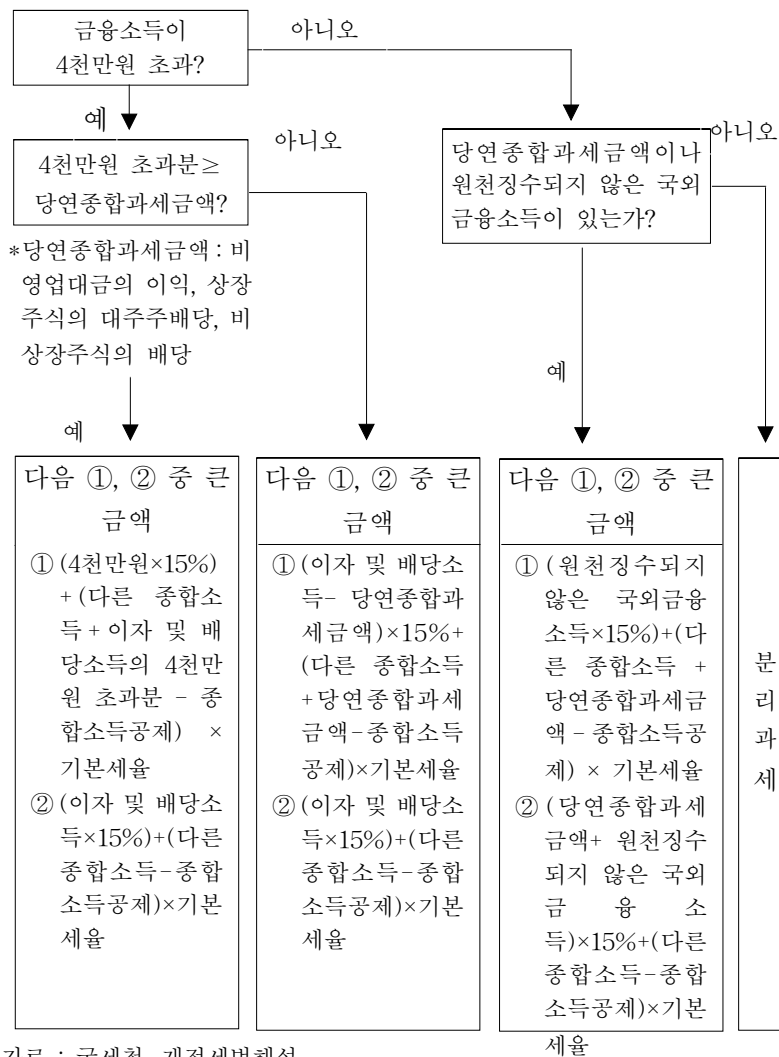 금융소득이
4천만원 초과?
아니오
예
4천만원 초과분≥
당연종합과세금액?
아니오
당연종합과세금액이나
원천징수되지 않은 국외
금융소득이 있는가?
아니오
*당연종합과세금액 : 비
영업대금의 이익, 상장
주식의 대주주배당, 비
상장주식의 배당
예
예
다음 ①, ② 중 큰
금액
① (4천만원×15%)
+(다른 종합소
득+이자 및 배
당소득의 4천만
원 초과분 - 종
합소득공제) ×
기본세율
② (이자 및 배당소
득×15%)+(다른
종합소득-종합
소득공제)×기본
세율
다음 ①, ② 중 큰
금액
① (이자 및 배당소
득- 당연종합과
세금액)×15%+
(다른 종합소득
+당연종합과세
금액-종합소득
공제)×기본세율
② (이자 및 배당소
득×15%)+(다른
종합소득-종합
소득공제)×기본
세율
다음 ①, ② 중 큰
금액
① (원천징수되지
않은 국외금융
소득×15%)+(다
른 종합소득 +
당연종합과세금
액 - 종합소득공
제) × 기본세율
② (당연종합과세
금액+ 원천징수
되지 않은 국외
금 융 소
득)×15%+(다른
종합소득-종합
소득공제)×기본
세율
분
리
과
세
자료 : 국세청, 개정세법해설